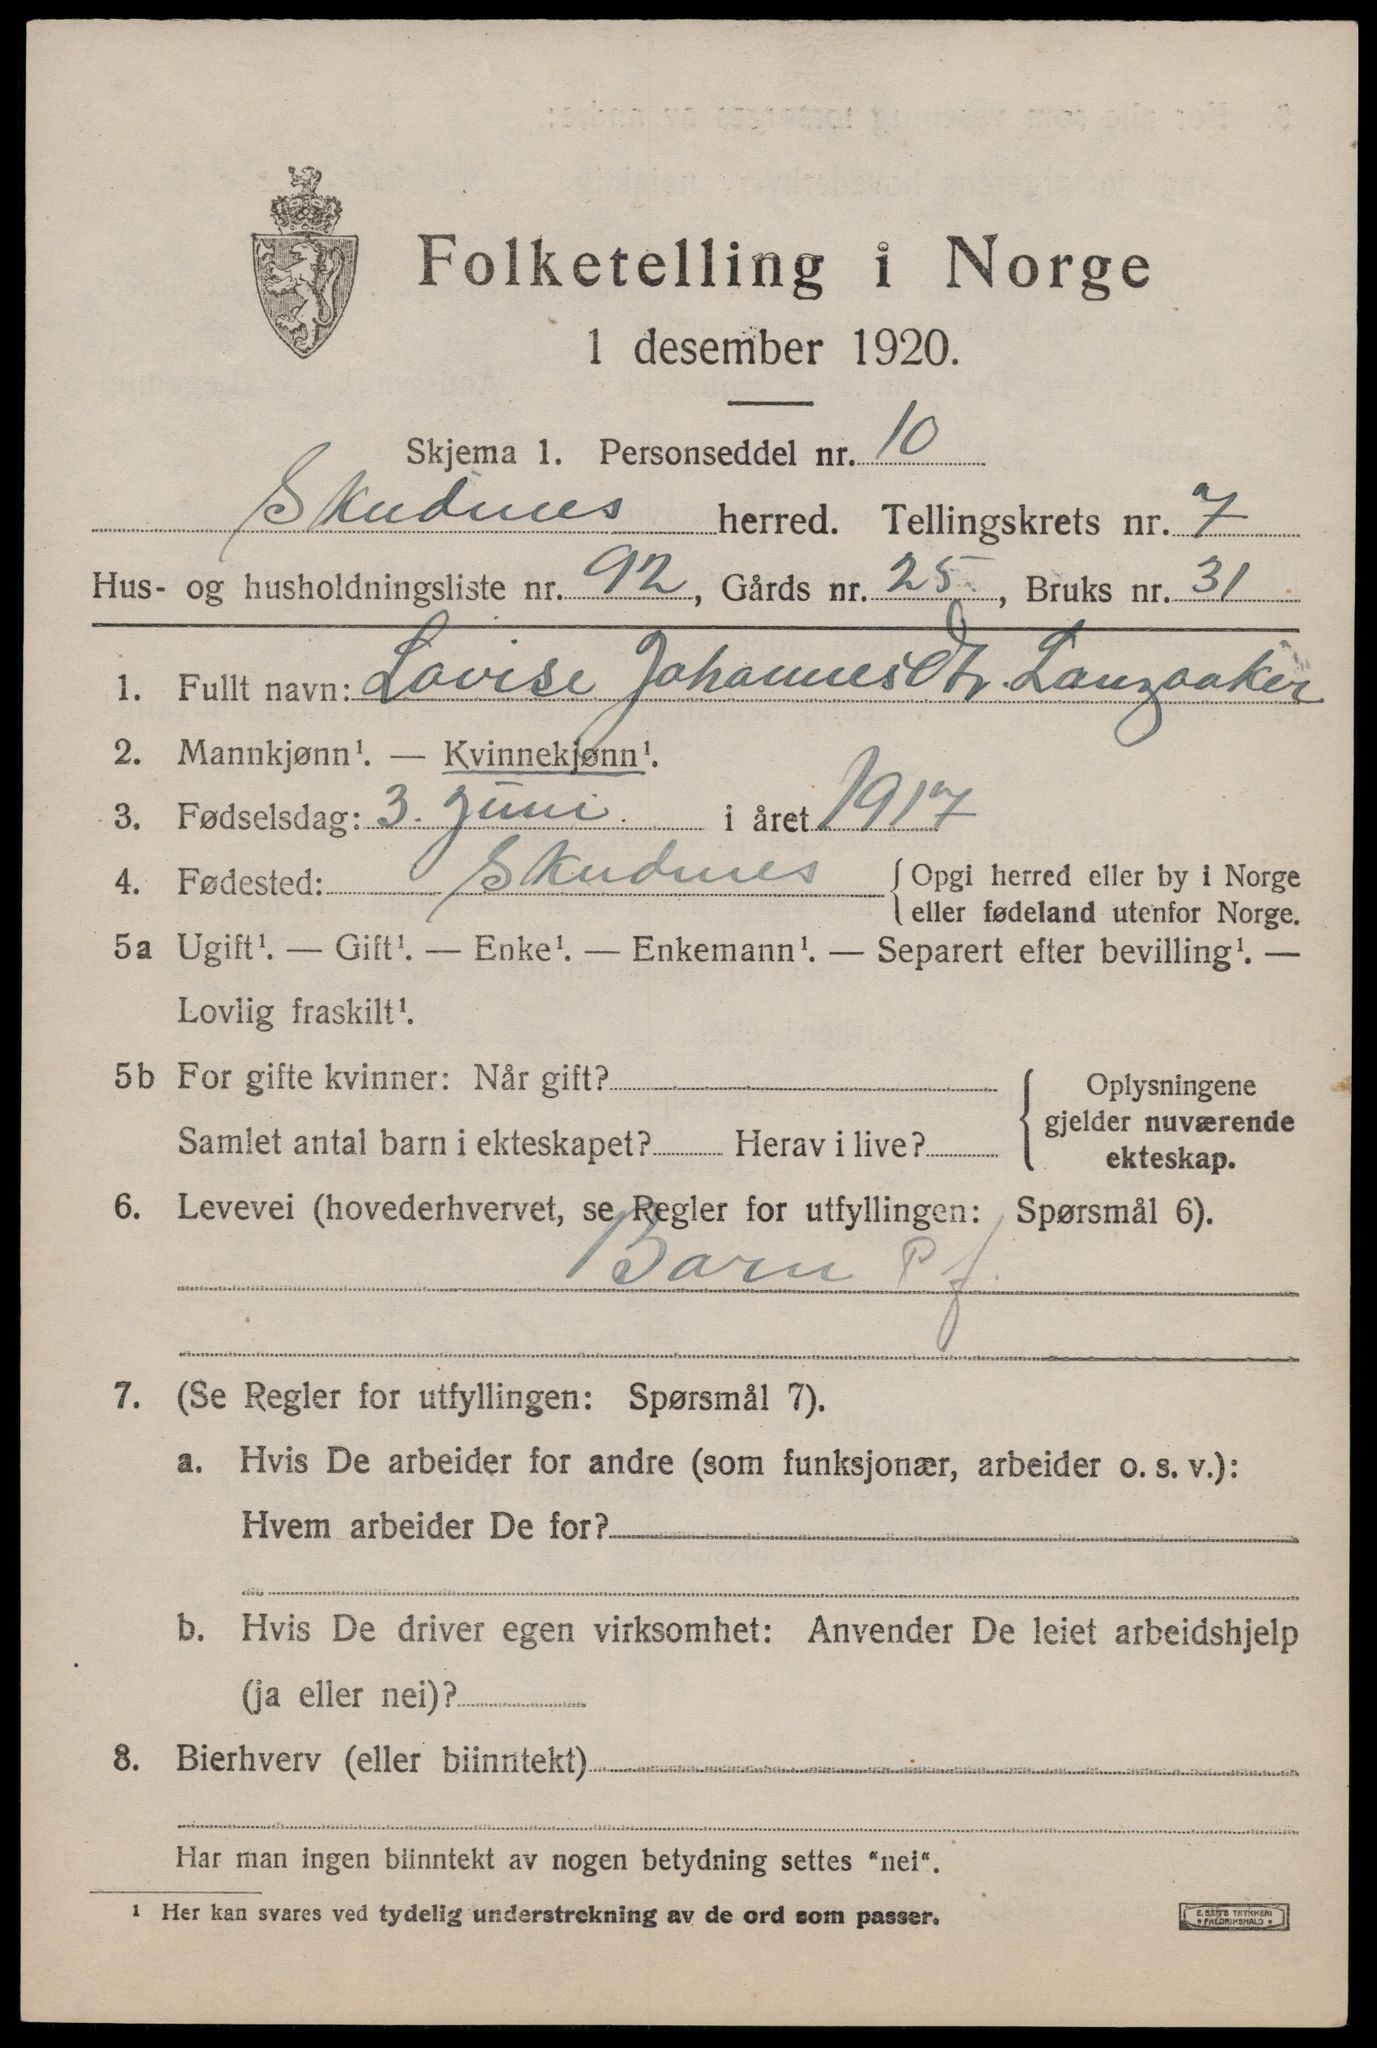 Folketelling i Norge
1 desember 1920.
Skjema 1. Personseddel nr. 10
Skudnes herred. Tellingskrets nr. 7
Hus- og husholdningsliste nr. 92, Gårds nr. 25, Bruks nr. 31
1. Fullt navn: Lovise Johannesdtr. Langaaker
2. Mannkjønn¹. — Kvinnekjønn¹.
3. Fødselsdag: 3. Juni i året 1917
4. Fødested: Skudnes { Opgi herred eller by i Norge
eller fødeland utenfor Norge.
5a Ugift¹. — Gift¹. — Enke¹. — Enkemann¹. — Separert efter bevilling¹. —
Lovlig fraskilt¹.
5b For gifte kvinner: Når gift? { Oplysningene
gjelder nuværende
Samlet antal barn i ekteskapet? Herav i live? ekteskap.
6. Levevei (hovederhvervet, se Regler for utfyllingen: Spørsmål 6).
Barn P f.
7. (Se Regler for utfyllingen: Spørsmål 7).
a. Hvis De arbeider for andre (som funksjonær, arbeider o. s. v.):
Hvem arbeider De for?
b. Hvis De driver egen virksomhet: Anvender De leiet arbeidshjelp
(ja eller nei)?
8. Bierhverv (eller biinntekt)
Har man ingen biinntekt av nogen betydning settes "nei".
¹ Her kan svares ved tydelig understrekning av de ord som passer.
E. SEM'S TRYKKERI
• FREDRIKSHALD •